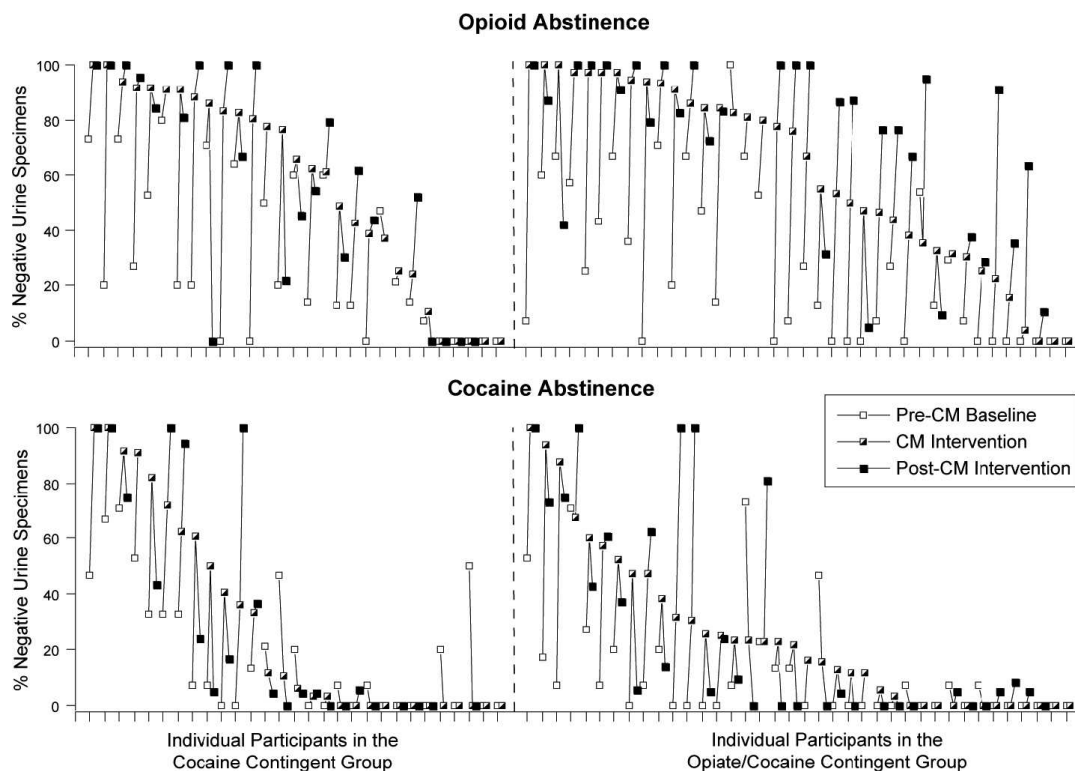 Opioid Abstinence
% Negative Urine Specimens
100
80
60
40
20
0
Cocaine Abstinence
% Negative Urine Specimens
100
80
60
40
20
0
Pre-CM Baseline
CM Intervention
Post-CM Intervention
Individual Participants in the
Cocaine Contingent Group
Individual Participants in the
Opiate/Cocaine Contingent Group